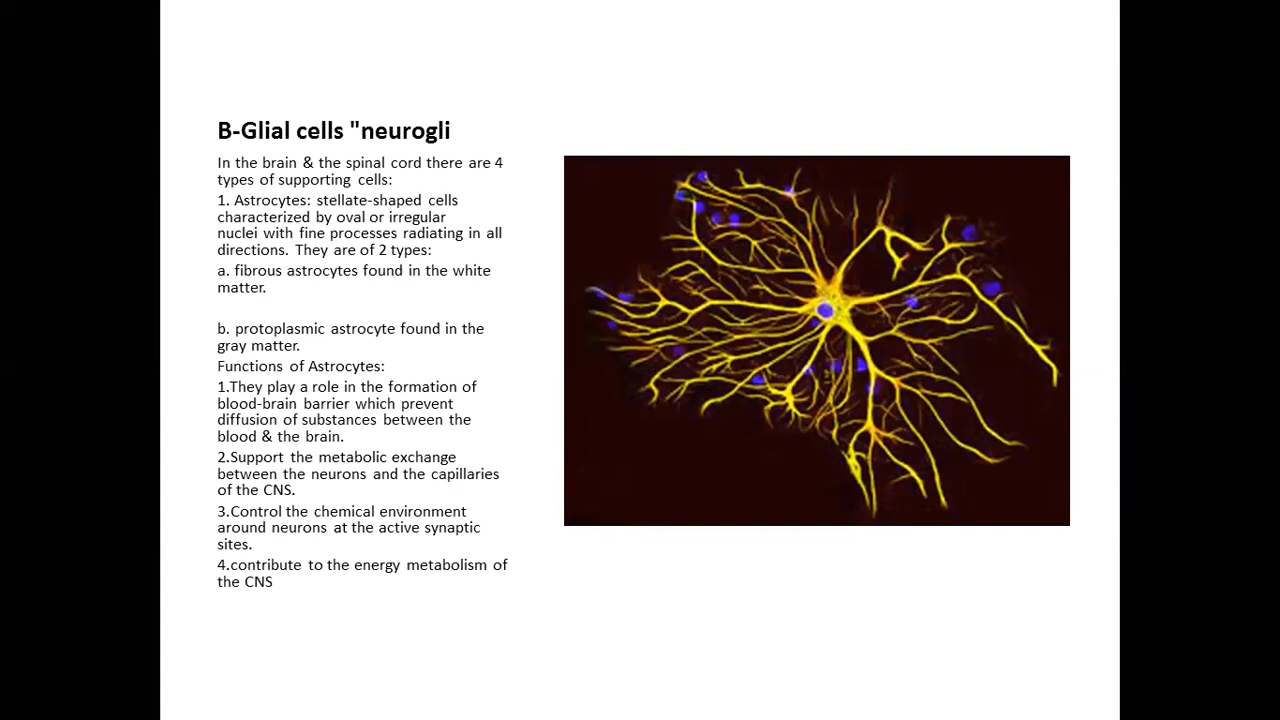 B-Glial cells "neurogli
In the brain & the spinal cord there are 4
types of supporting cells:
1. Astrocytes: stellate-shaped cells
characterized by oval or irregular
nuclei with fine processes radiating in all
directions. They are of 2 types:
a. fibrous astrocytes found in the white
matter.
b. protoplasmic astrocyte found in the
gray matter.
Functions of Astrocytes:
1.They play a role in the formation of
blood-brain barrier which prevent
diffusion of substances between the
blood & the brain.
2.Support the metabolic exchange
between the neurons and the capillaries
of the CNS.
3.Control the chemical environment
around neurons at the active synaptic
sites.
4.contribute to the energy metabolism of
the CNS